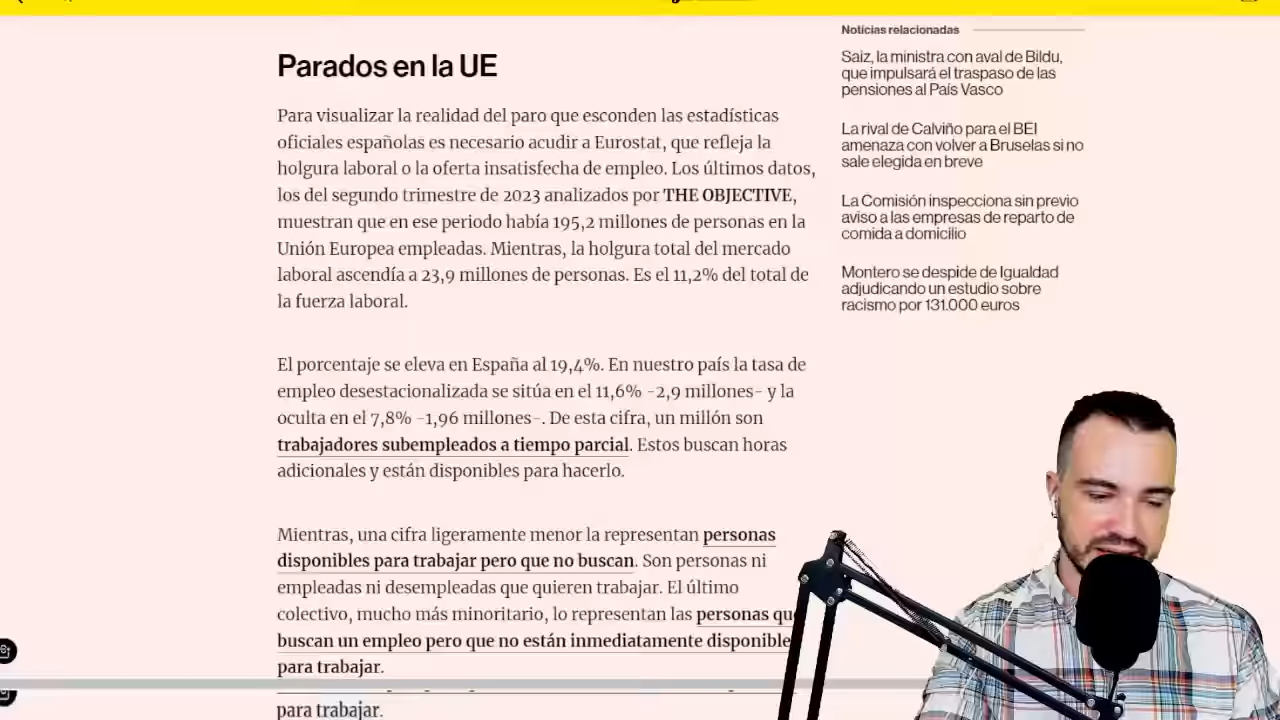 Parados en la UE
Para visualizar la realidad del paro que esconden las estadísticas
oficiales españolas es necesario acudir a Eurostat, que refleja la
holgura laboral o la oferta insatisfecha de empleo. Los últimos datos,
los del segundo trimestre de 2023 analizados por THE OBJECTIVE,
muestran que en ese periodo había 195,2 millones de personas en la
Unión Europea empleadas. Mientras, la holgura total del mercado
laboral ascendía a 23,9 millones de personas. Es el 11,2% del total de
la fuerza laboral.
El porcentaje se eleva en España al 19,4%. En nuestro país la tasa de
empleo desestacionalizada se sitúa en el 11,6% -2,9 millones- y la
oculta en el 7,8% -1,96 millones-. De esta cifra, un millón son
trabajadores subempleados a tiempo parcial. Estos buscan horas
adicionales y están disponibles para hacerlo.
Mientras, una cifra ligeramente menor la representan personas
disponibles para trabajar pero que no buscan. Son personas ni
empleadas ni desempleadas que quieren trabajar. El último
colectivo, mucho más minoritario, lo representan las personas qu
buscan un empleo pero que no están inmediatamente disponible
para trabajar.
para trabajar.
Noticias relacionadas
Saiz, la ministra con aval de Bildu,
que impulsará el traspaso de las
pensiones al País Vasco
La rival de Calviño para el BEI
amenaza con volver a Bruselas si no
sale elegida en breve
La Comisión inspecciona sin previo
aviso a las empresas de reparto de
comida a domicilio
Montero se despide de Igualdad
adjudicando un estudio sobre
racismo por 131.000 euros